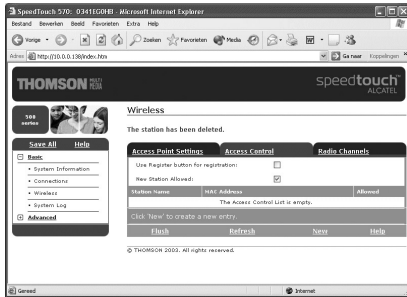 SpeedTouch 570: 0341EG0HB - Microsoft Internet Explorer
Bestand Bewerken Beeld Favorieten Extra Help
Vorige Zoeken Favorieten Media
Adres http://10.0.0.138/index.htm Ga naar Koppelingen
THOMSON MULTI MEDIA
speedtouch™
ALCATEL
500 series
Save All Help
Basic
System Information
Connections
Wireless
System Log
Advanced
Wireless
The station has been deleted.
Access Point Settings Access Control Radio Channels
Use Register button for registration:
New Station Allowed:
Station Name MAC Address Allowed
The Access Control List is empty.
Click 'New' to create a new entry.
Flush Refresh New Help
© THOMSON 2003. All rights reserved.
Gereed Internet